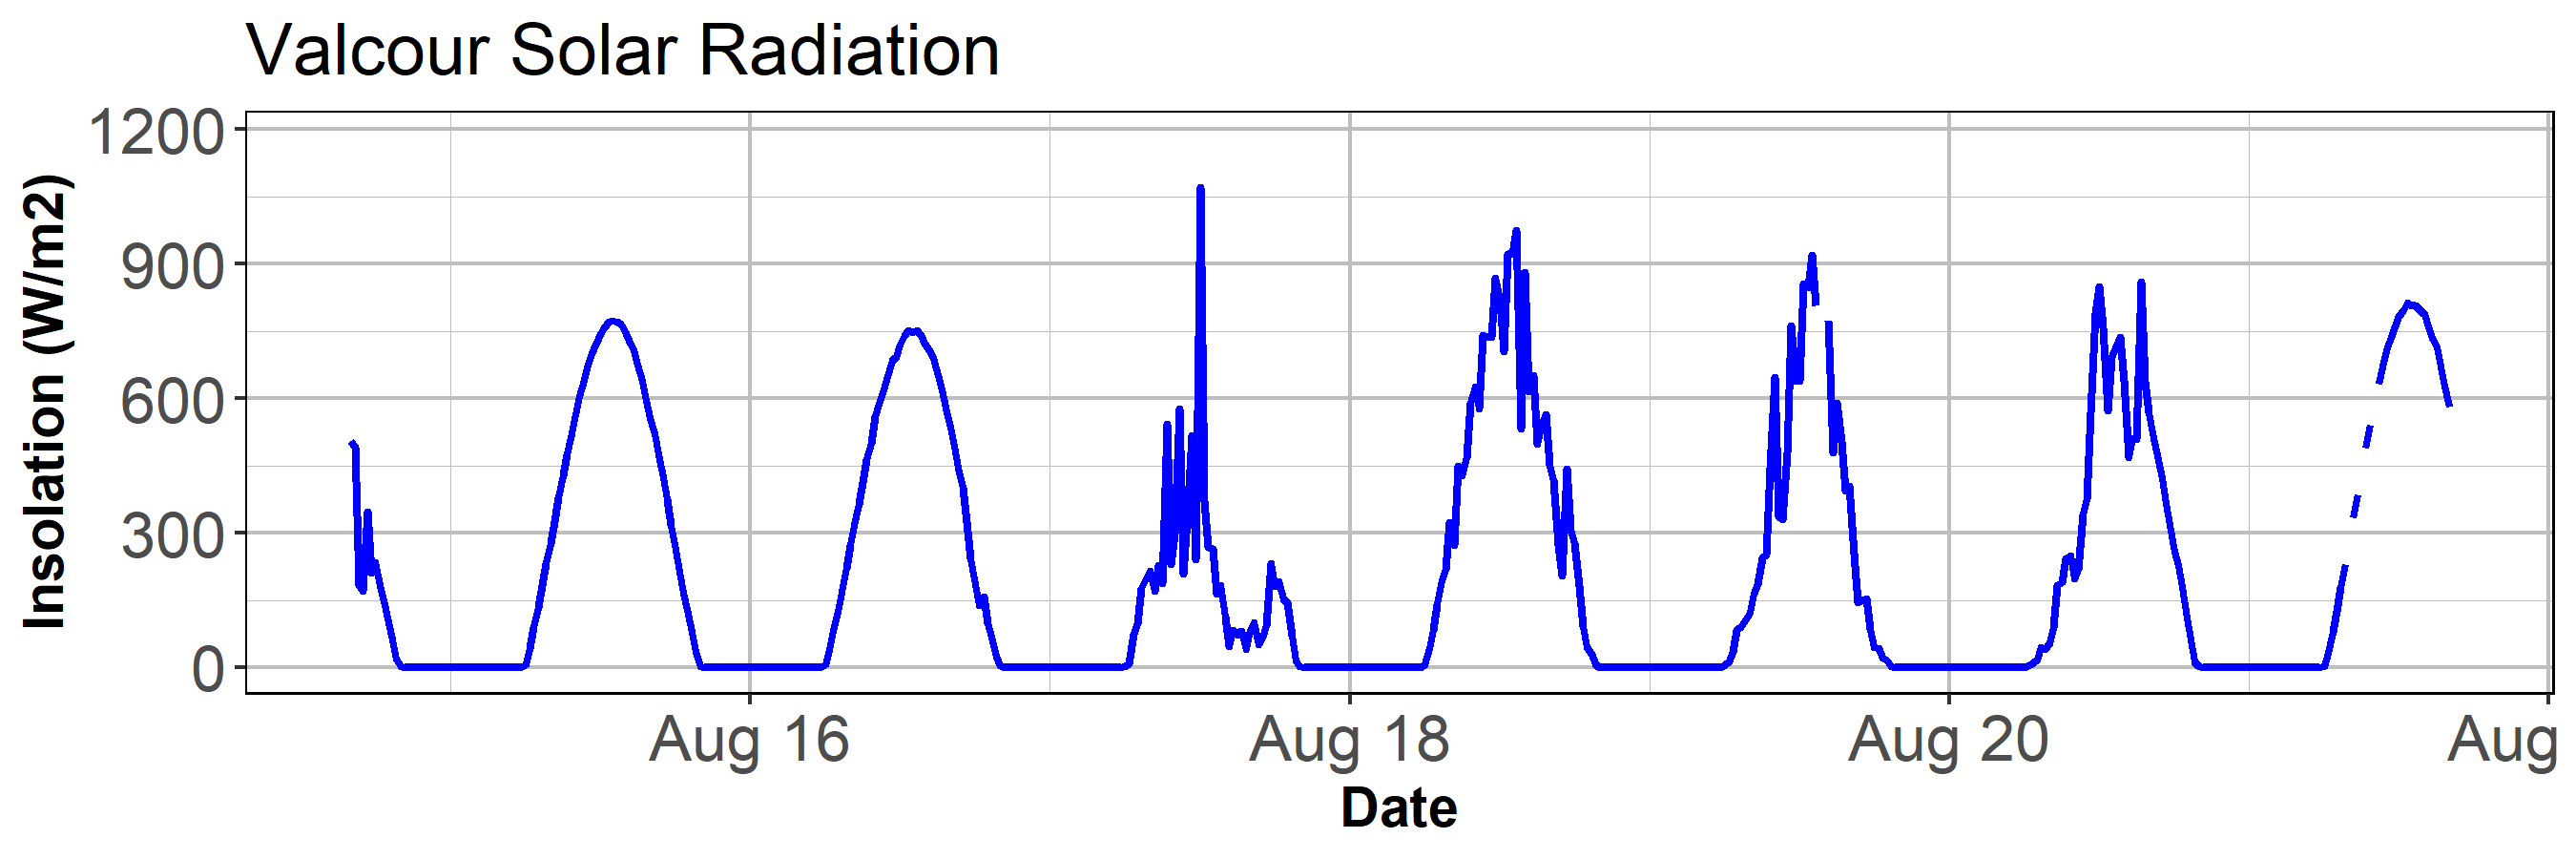 Valcour Solar Radiation
1200
900
600
300
0
Insolation (W/m2)
Aug 16
Aug 18
Aug 20
Aug
Date